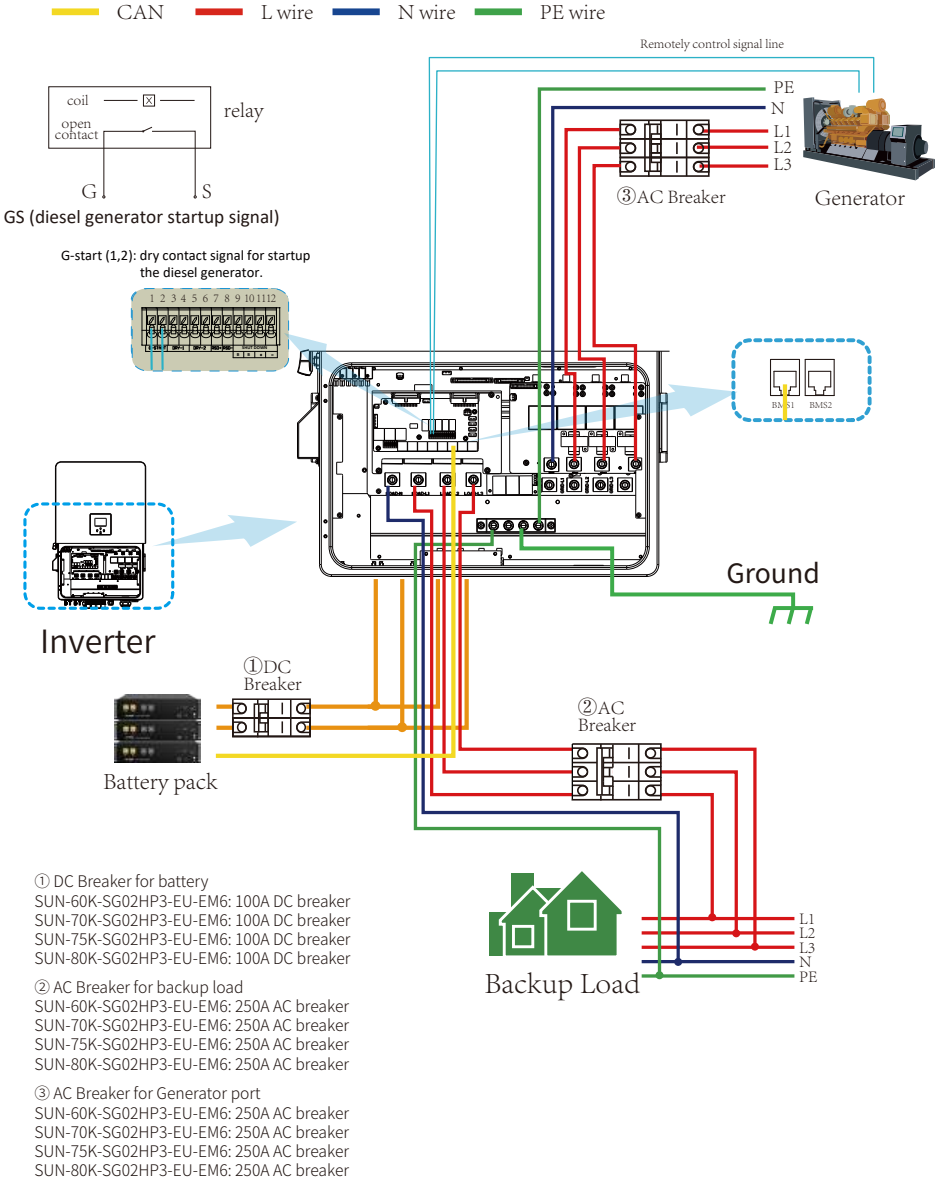 CAN L wire N wire PE wire
Remotely control signal line
PE
N
L1
L2
L3
coil
X
relay
open
contact
G S
GS (diesel generator startup signal)
③AC Breaker
Generator
G-start (1,2): dry contact signal for startup
the diesel generator.
1 2 3 4 5 6 7 8 9 10 11 12
BMS1 BMS2
Ground
Inverter
①DC
Breaker
②AC
Breaker
Battery pack
Backup Load
L1
L2
L3
N
PE
① DC Breaker for battery
SUN-60K-SG02HP3-EU-EM6: 100A DC breaker
SUN-70K-SG02HP3-EU-EM6: 100A DC breaker
SUN-75K-SG02HP3-EU-EM6: 100A DC breaker
SUN-80K-SG02HP3-EU-EM6: 100A DC breaker
② AC Breaker for backup load
SUN-60K-SG02HP3-EU-EM6: 250A AC breaker
SUN-70K-SG02HP3-EU-EM6: 250A AC breaker
SUN-75K-SG02HP3-EU-EM6: 250A AC breaker
SUN-80K-SG02HP3-EU-EM6: 250A AC breaker
③ AC Breaker for Generator port
SUN-60K-SG02HP3-EU-EM6: 250A AC breaker
SUN-70K-SG02HP3-EU-EM6: 250A AC breaker
SUN-75K-SG02HP3-EU-EM6: 250A AC breaker
SUN-80K-SG02HP3-EU-EM6: 250A AC breaker